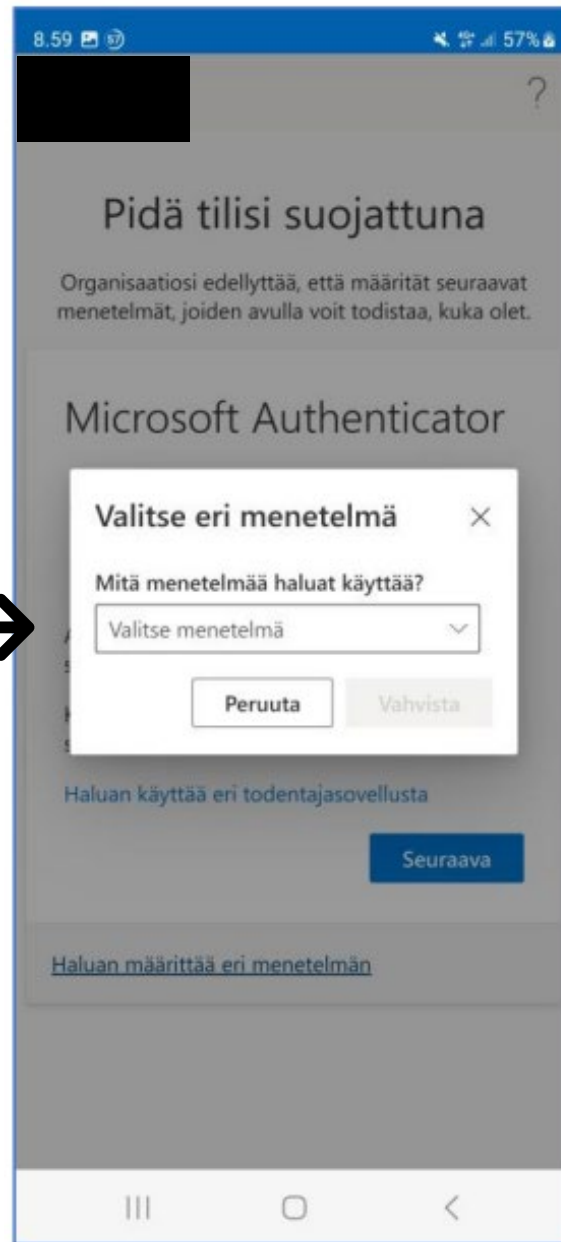 8.59 57%
?
Pidä tilisi suojattuna
Organisaatiosi edellyttää, että määrität seuraavat
menetelmät, joiden avulla voit todistaa, kuka olet.
Microsoft Authenticator
Valitse eri menetelmä
Mitä menetelmää haluat käyttää?
Valitse menetelmä
Peruuta Vahvista
Haluan käyttää eri todentajasovellusta
Seuraava
Haluan määrittää eri menetelmän